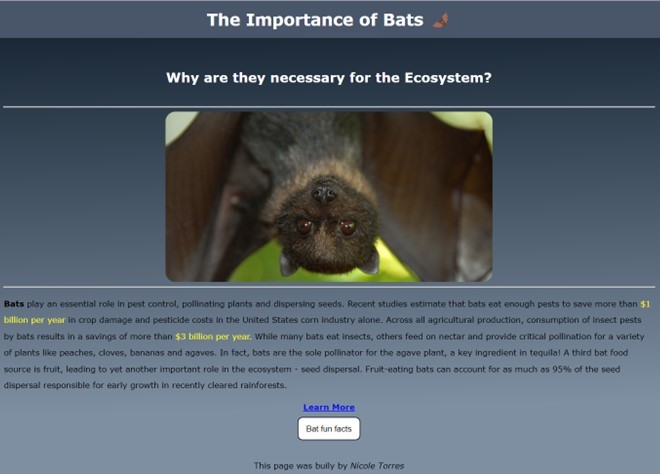 The Importance of Bats
Why are they necessary for the Ecosystem?
Bats play an essential role in pest control, pollinating plants and dispersing seeds. Recent studies estimate that bats eat enough pests to save more than $1
billion per year in crop damage and pesticide costs in the United States corn industry alone. Across all agricultural production, consumption of insect pests
by bats results in a savings of more than $3 billion per year. While many bats eat insects, others feed on nectar and provide critical pollination for a variety
of plants like peaches, cloves, bananas and agaves. In fact, bats are the sole pollinator for the agave plant, a key ingredient in tequila! A third bat food
source is fruit, leading to yet another important role in the ecosystem - seed dispersal. Fruit-eating bats can account for as much as 95% of the seed
dispersal responsible for early growth in recently cleared rainforests.
Learn More
Bat fun facts
This page was buily by Nicole Torres